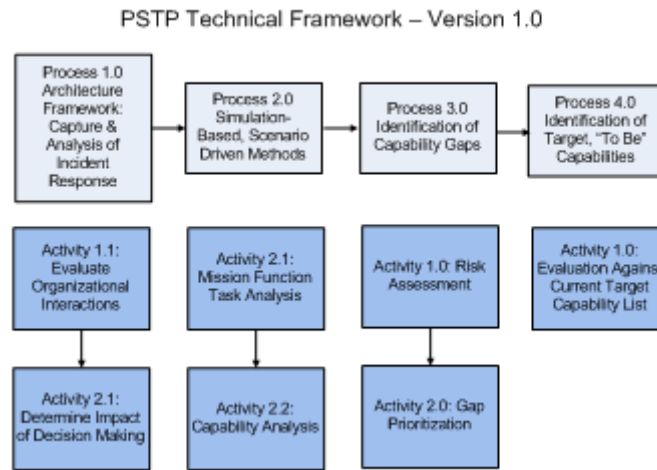 PSTP Technical Framework – Version 1.0
Process 1.0
Architecture
Framework:
Capture &
Analysis of
Incident
Response
Process 2.0
Simulation-
Based, Scenario
Driven Methods
Process 3.0
Identification of
Capability Gaps
Process 4.0
Identification of
Target, "To Be"
Capabilities
Activity 1.1:
Evaluate
Organizational
Interactions
Activity 2.1:
Mission Function
Task Analysis
Activity 1.0: Risk
Assessment
Activity 1.0:
Evaluation Agains
Current Target
Capability List
Activity 2.1:
Determine Impact
of Decision Making
Activity 2.2:
Capability Analysis
Activity 2.0: Gap
Prioritization